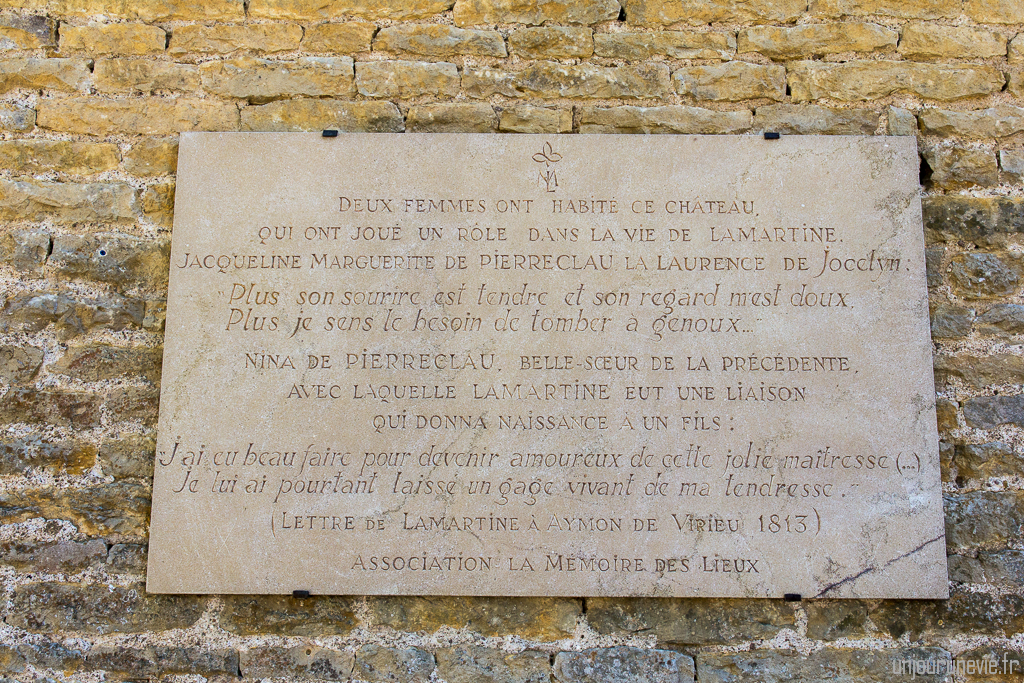 DEUX FEMMES ONT HABITÉ CE CHÂTEAU,
QUI ONT JOUÉ UN RÔLE DANS LA VIE DE LAMARTINE.
JACQUELINE MARGUERITE DE PIERRECLAU LA LAURENCE DE Jocelyn :
"Plus son sourire est tendre et son regard m'est doux,
Plus je sens le besoin de tomber à genoux..."
NINA DE PIERRECLAU, BELLE-SŒUR DE LA PRÉCÉDENTE,
AVEC LAQUELLE LAMARTINE EUT UNE LIAISON
QUI DONNA NAISSANCE À UN FILS :
"J'ai eu beau faire pour devenir amoureux de cette jolie maîtresse (...)
Je lui ai pourtant laissé un gage vivant de ma tendresse."
(LETTRE DE LAMARTINE À AYMON DE VIRIEU 1813)
ASSOCIATION LA MÉMOIRE DES LIEUX
unjourunevie.fr